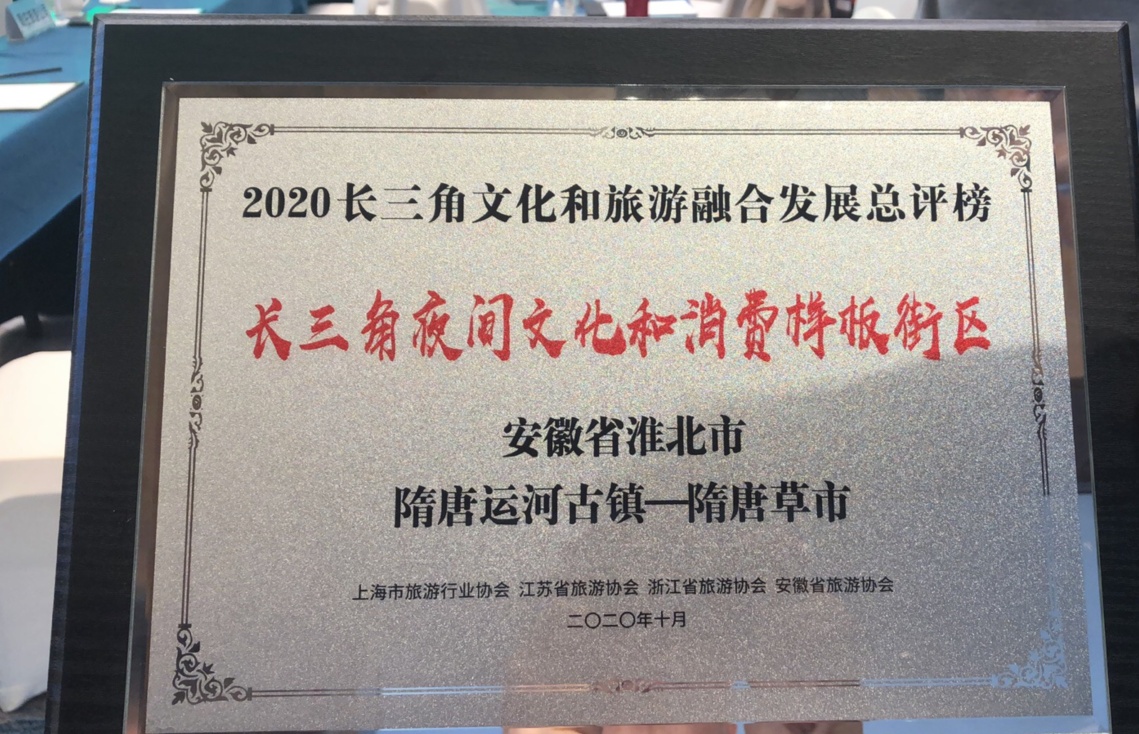 2020长三角文化和旅游融合发展总评榜
长三角夜间文化和消费样板街区
安徽省淮北市
隋唐运河古镇—隋唐草市
上海市旅游行业协会 江苏省旅游协会 浙江省旅游协会 安徽省旅游协会
二〇二〇年十月